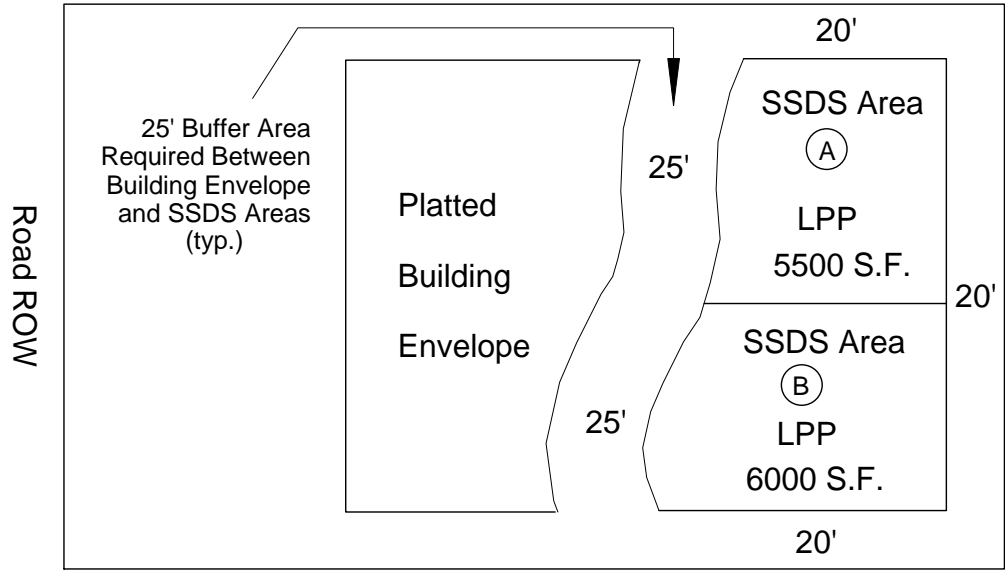 Road ROW
25' Buffer Area
Required Between
Building Envelope
and SSDS Areas
(typ.)
Platted
Building
Envelope
25'
25'
20'
SSDS Area
A
LPP
5500 S.F.
20'
SSDS Area
B
LPP
6000 S.F.
20'